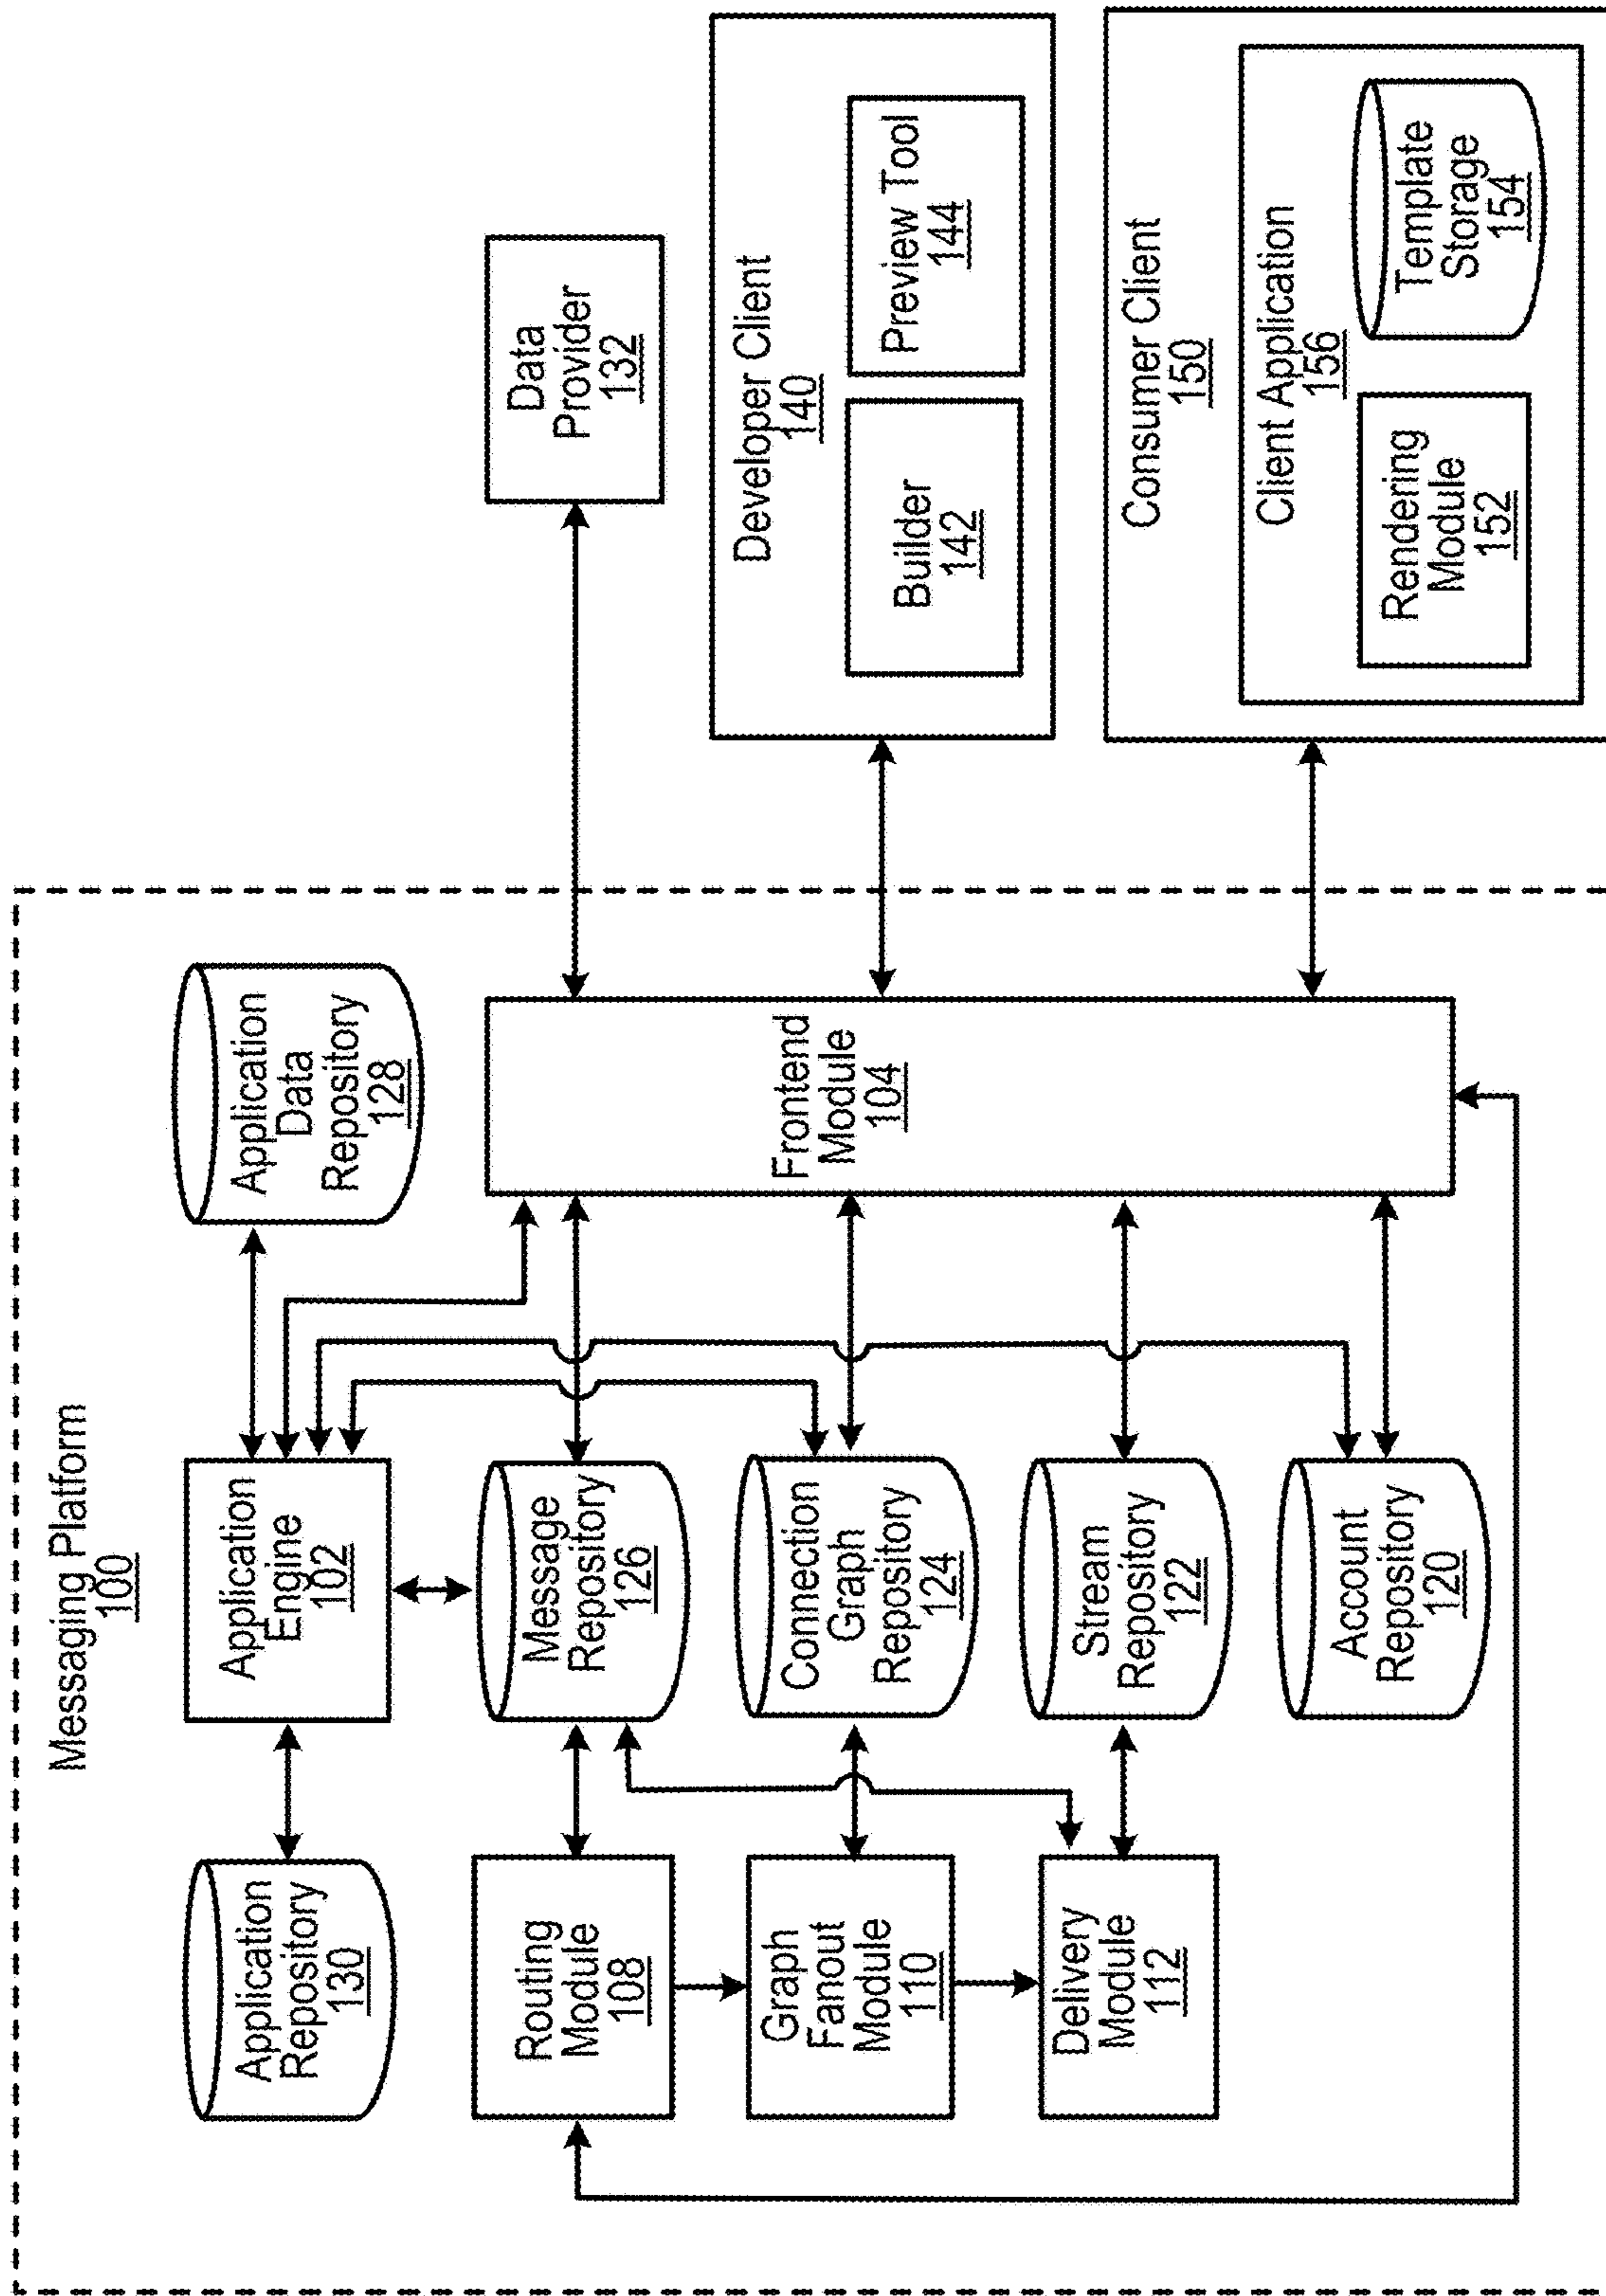 Messaging Platform
100
Application
Repository
130
Application
Engine
102
Application
Data
Repository
128
Routing
Module
108
Message
Repository
126
Graph
Fanout
Module
110
Connection
Graph
Repository
124
Delivery
Module
112
Stream
Repository
122
Account
Repository
120
Frontend
Module
104
Data
Provider
132
Developer Client
140
Builder
142
Preview Tool
144
Consumer Client
150
Client Application
156
Rendering
Module
152
Template
Storage
154